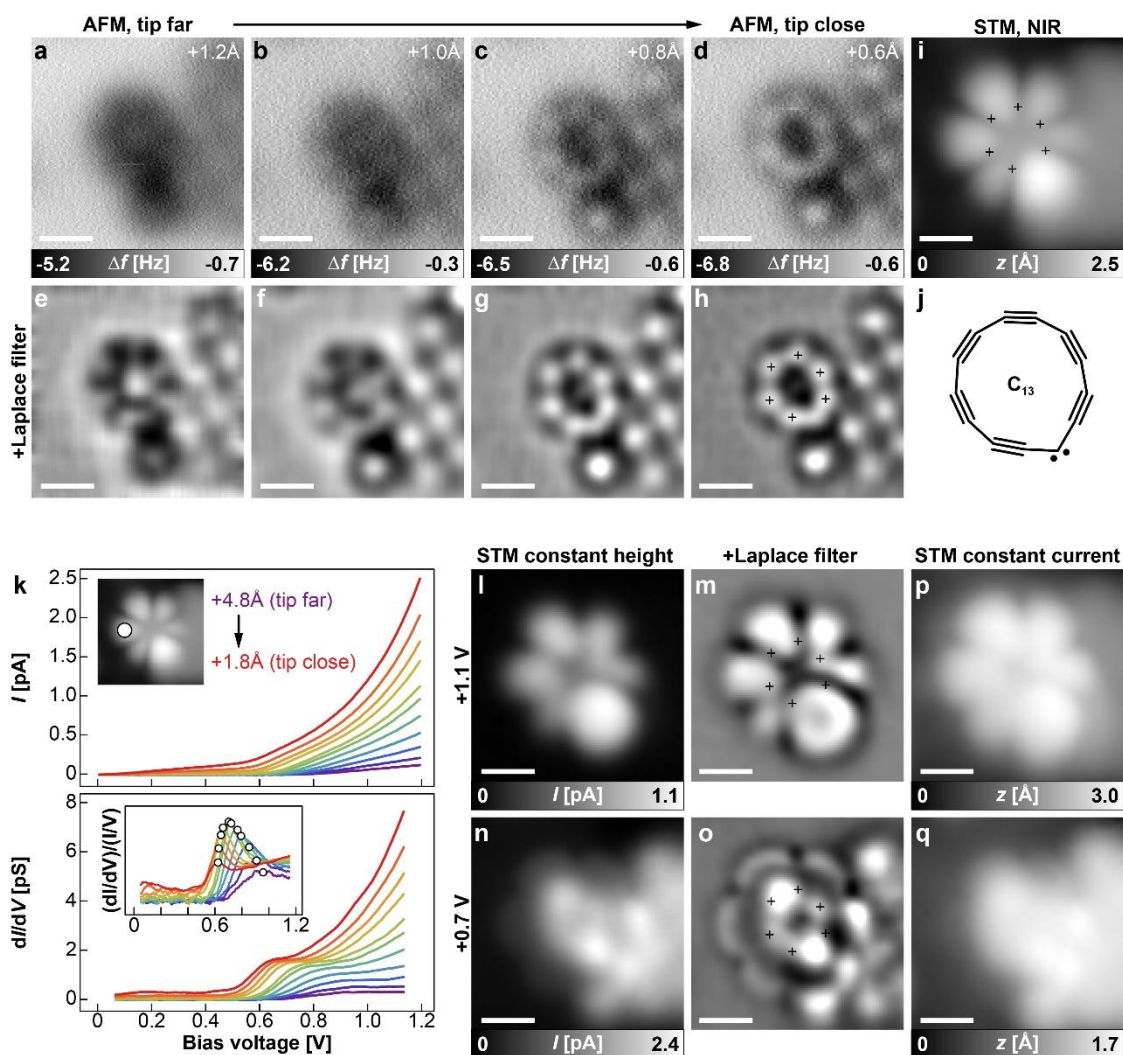 AFM, tip far
AFM, tip close
STM, NIR
a
+1.2Å
b
+1.0Å
c
+0.8Å
d
+0.6Å
i
-5.2 Δf [Hz] -0.7
-6.2 Δf [Hz] -0.3
-6.5 Δf [Hz] -0.6
-6.8 Δf [Hz] -0.6
0 z [Å] 2.5
+Laplace filter
e
f
g
h
j
C13
k
STM constant height
+Laplace filter
STM constant current
I [pA]
2.5
2.0
1.5
1.0
0.5
0
+4.8Å (tip far)
+1.8Å (tip close)
+1.1 V
l
m
p
0 I [pA] 1.1
0 z [Å] 3.0
dI/dV [pS]
8
6
4
2
0
(dI/dV)/(I/V)
0 0.6 1.2
+0.7 V
n
o
q
0 0.2 0.4 0.6 0.8 1.0 1.2
Bias voltage [V]
0 I [pA] 2.4
0 z [Å] 1.7